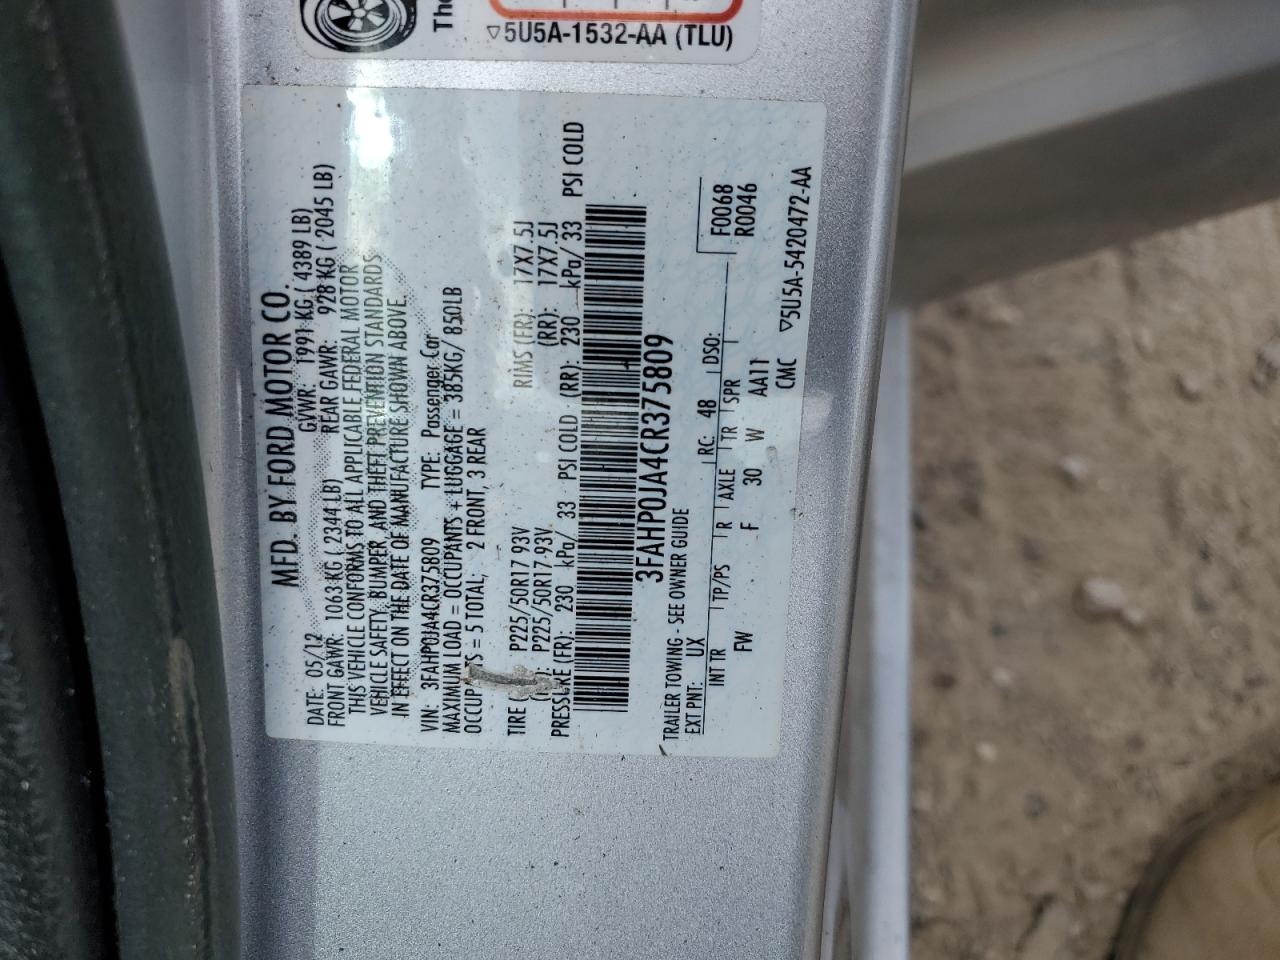 The
▽5U5A-1532-AA (TLU)
MFD. BY FORD MOTOR CO.
DATE: 05/12 GVWR: 1991 KG ( 4389 LB)
FRONT GAWR: 1063 KG ( 2344 LB) REAR GAWR: 928 KG ( 2045 LB)
THIS VEHICLE CONFORMS TO ALL APPLICABLE FEDERAL MOTOR
VEHICLE SAFETY, BUMPER, AND THEFT PREVENTION STANDARDS
IN EFFECT ON THE DATE OF MANUFACTURE SHOWN ABOVE.
VIN: 3FAHP0JA4CR375809 TYPE: Passenger Car
MAXIMUM LOAD = OCCUPANTS + LUGGAGE = 385KG/ 850LB
= 5 TOTAL; 2 FRONT, 3 REAR
TIRE P225/50R17 93V RIMS (FR): 17X7.5J
P225/50R17 93V (RR): 17X7.5J
(FR): 230 kPa/ 33 PSI COLD (RR): 230 kPa/ 33 PSI COLD
3FAHP0JA4CR375809
TRAILER TOWING - SEE OWNER GUIDE
EXT PNT: UX RC: 48 DSO: F0068
INT TR TP/PS R AXLE TR SPR R0046
FW F 30 W AA11
CMC ▽5U5A-5420472-AA